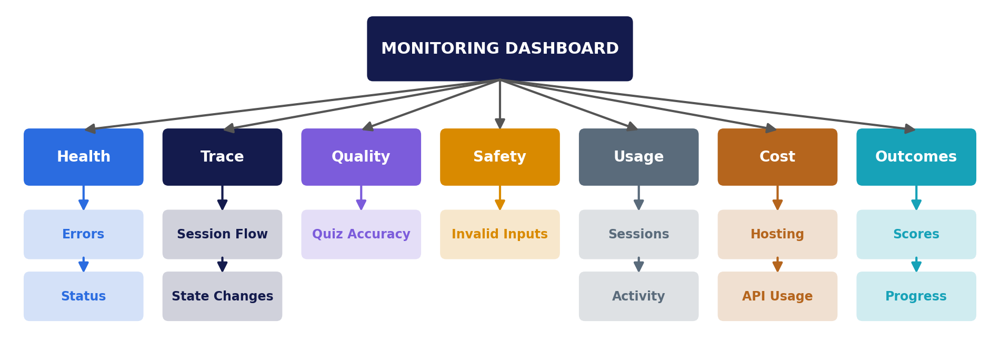 MONITORING DASHBOARD
Health
Trace
Quality
Safety
Usage
Cost
Outcomes
Errors
Session Flow
Quiz Accuracy
Invalid Inputs
Sessions
Hosting
Scores
Status
State Changes
Activity
API Usage
Progress